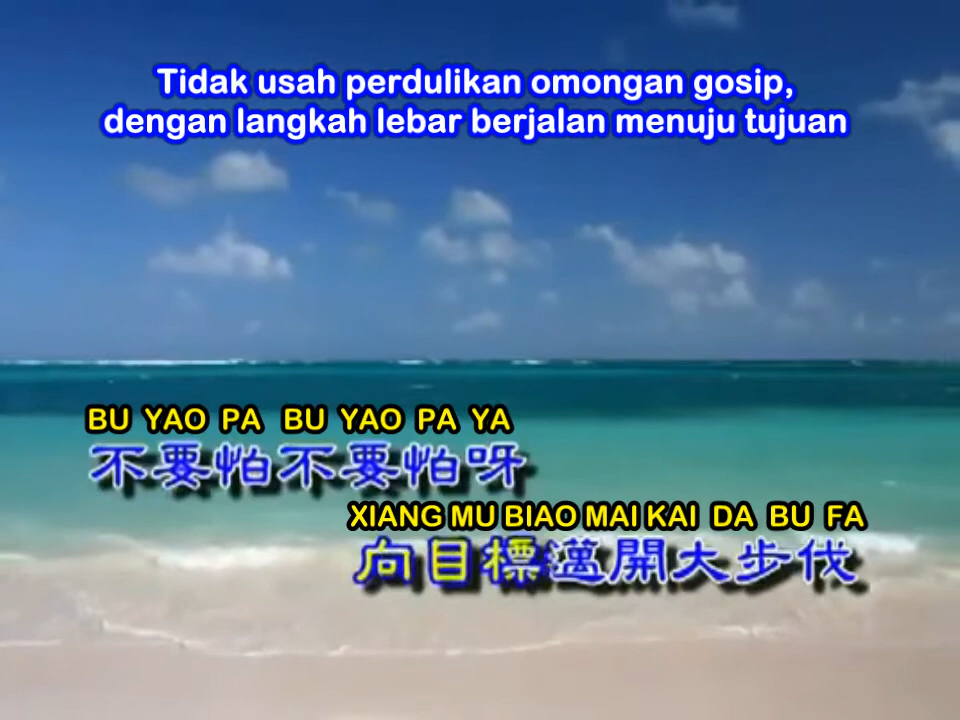 Tidak usah perdulikan omongan gosip,
dengan langkah lebar berjalan menuju tujuan
BU YAO PA BU YAO PA YA
不要怕不要怕呀
XIANG MU BIAO MAI KAI DA BU FA
向目標邁開大步伐